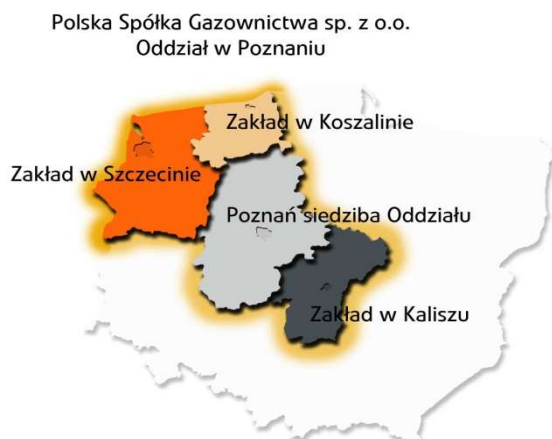 Polska Spółka Gazownictwa sp. z o.o.
Oddział w Poznaniu
Zakład w Koszalinie
Zakład w Szczecinie
Poznań siedziba Oddziału
Zakład w Kaliszu